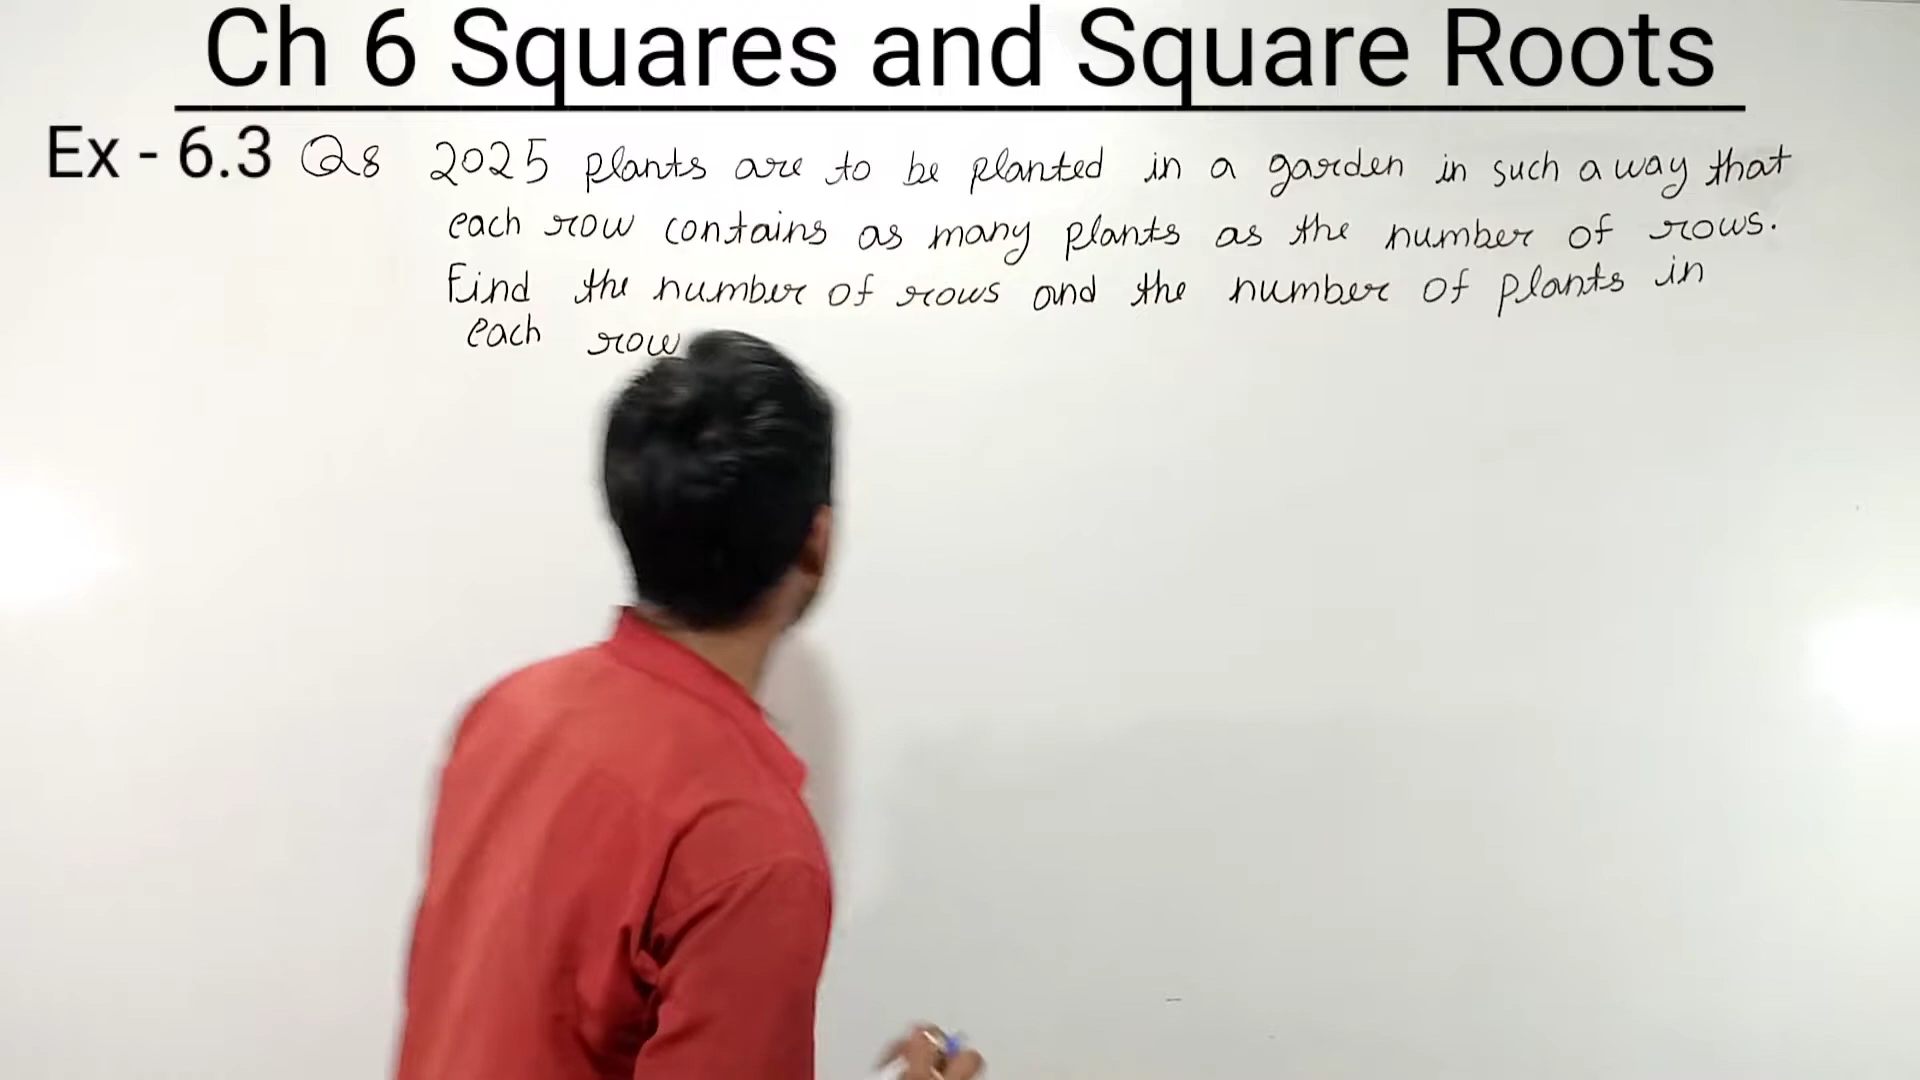 Ch 6 Squares and Square Roots
Ex - 6.3 Q8 2025 plants are to be planted in a garden in such a way that
each row contains as many plants as the number of rows.
Find the number of rows and the number of plants in
each row